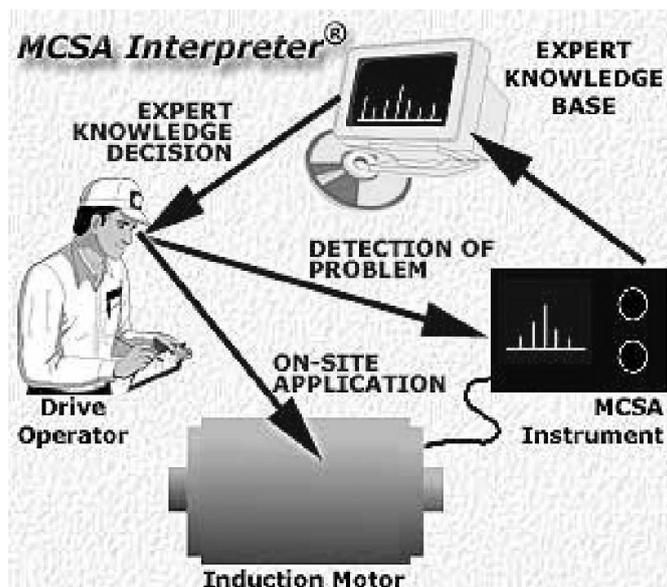 MCSA Interpreter®
EXPERT
KNOWLEDGE
BASE
EXPERT
KNOWLEDGE
DECISION
DETECTION OF
PROBLEM
ON-SITE
APPLICATION
Drive
Operator
MCSA
Instrument
Induction Motor